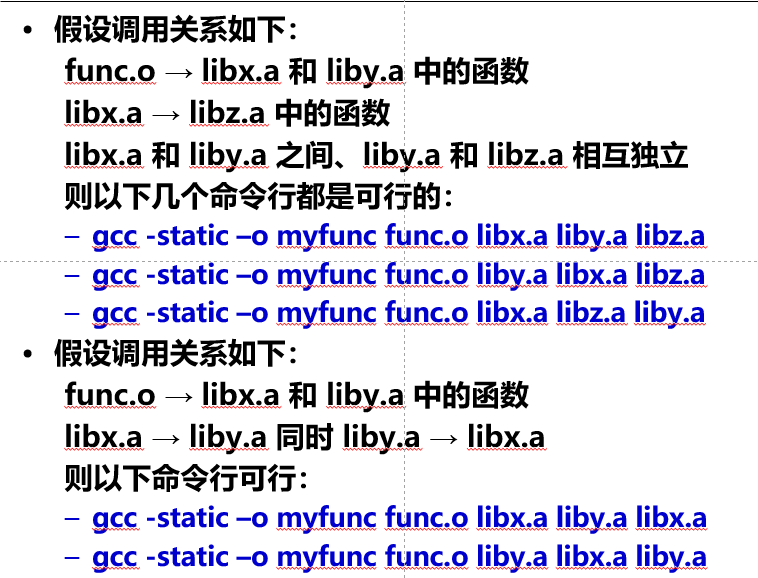 • 假设调用关系如下：
func.o → libx.a 和 liby.a 中的函数
libx.a → libz.a 中的函数
libx.a 和 liby.a 之间、liby.a 和 libz.a 相互独立
则以下几个命令行都是可行的：
– gcc -static –o myfunc func.o libx.a liby.a libz.a
– gcc -static –o myfunc func.o liby.a libx.a libz.a
– gcc -static –o myfunc func.o libx.a libz.a liby.a
• 假设调用关系如下：
func.o → libx.a 和 liby.a 中的函数
libx.a → liby.a 同时 liby.a → libx.a
则以下命令行可行：
– gcc -static –o myfunc func.o libx.a liby.a libx.a
– gcc -static –o myfunc func.o liby.a libx.a liby.a